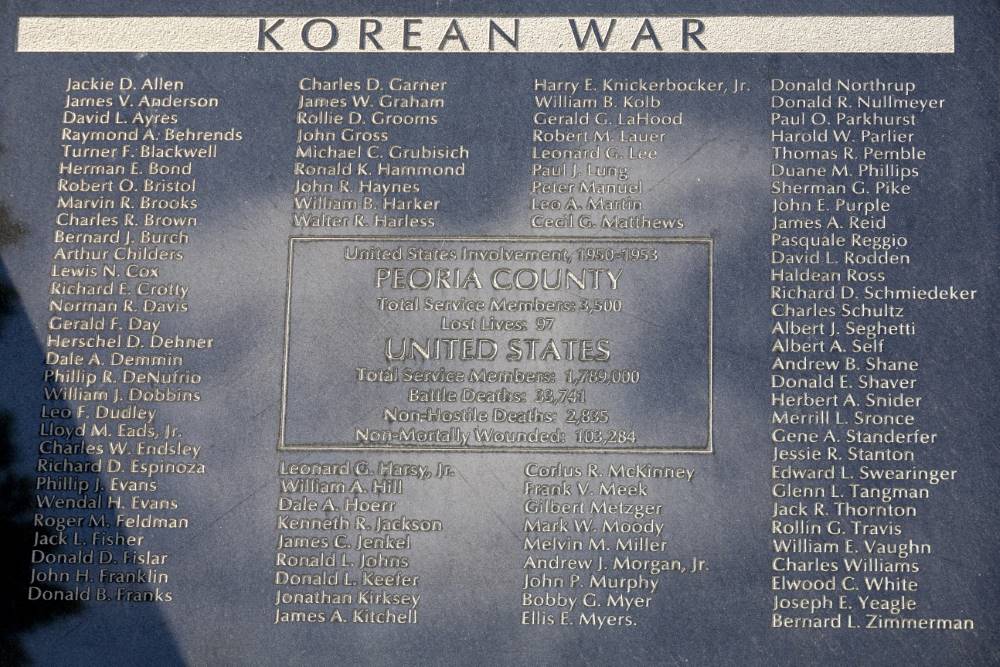 KOREAN WAR
Jackie D. Allen
James V. Anderson
David L. Ayres
Raymond A. Behrends
Turner F. Blackwell
Herman E. Bond
Robert O. Bristol
Marvin R. Brooks
Charles R. Brown
Bernard J. Burch
Arthur Childers
Lewis N. Cox
Richard E. Crotty
Norman R. Davis
Gerald F. Day
Herschel D. Dehner
Dale A. Demmin
Phillip R. DeNufrio
William J. Dobbins
Leo F. Dudley
Lloyd M. Eads, Jr.
Charles W. Endsley
Richard D. Espinoza
Phillip J. Evans
Wendal H. Evans
Roger M. Feldman
Jack L. Fisher
Donald D. Fislar
John H. Franklin
Donald B. Franks
Charles D. Garner
James W. Graham
Rollie D. Grooms
John Gross
Michael C. Grubisich
Ronald K. Hammond
John R. Haynes
William B. Harker
Walter R. Harless
Harry E. Knickerbocker, Jr.
William B. Kolb
Gerald G. LaHood
Robert M. Lauer
Leonard G. Lee
Paul J. Lung
Peter Manuel
Leo A. Martin
Cecil G. Matthews
United States Involvement, 1950-1953
PEORIA COUNTY
Total Service Members: 3,500
Lost Lives: 97
UNITED STATES
Total Service Members: 1,789,000
Battle Deaths: 33,741
Non-Hostile Deaths: 2,835
Non-Mortally Wounded: 103,284
Leonard G. Harsy, Jr.
William A. Hill
Dale A. Hoerr
Kenneth R. Jackson
James C. Jenkel
Ronald L. Johns
Donald L. Keefer
Jonathan Kirksey
James A. Kitchell
Corlus R. McKinney
Frank V. Meek
Gilbert Metzger
Mark W. Moody
Melvin M. Miller
Andrew J. Morgan, Jr.
John P. Murphy
Bobby G. Myer
Ellis E. Myers.
Donald Northrup
Donald R. Nullmeyer
Paul O. Parkhurst
Harold W. Parlier
Thomas R. Pemble
Duane M. Phillips
Sherman G. Pike
John E. Purple
James A. Reid
Pasquale Reggio
David L. Rodden
Haldean Ross
Richard D. Schmiedeker
Charles Schultz
Albert J. Seghetti
Albert A. Self
Andrew B. Shane
Donald E. Shaver
Herbert A. Snider
Merrill L. Sronce
Gene A. Standerfer
Jessie R. Stanton
Edward L. Swearinger
Glenn L. Tangman
Jack R. Thornton
Rollin G. Travis
William E. Vaughn
Charles Williams
Elwood C. White
Joseph E. Yeagle
Bernard L. Zimmerman